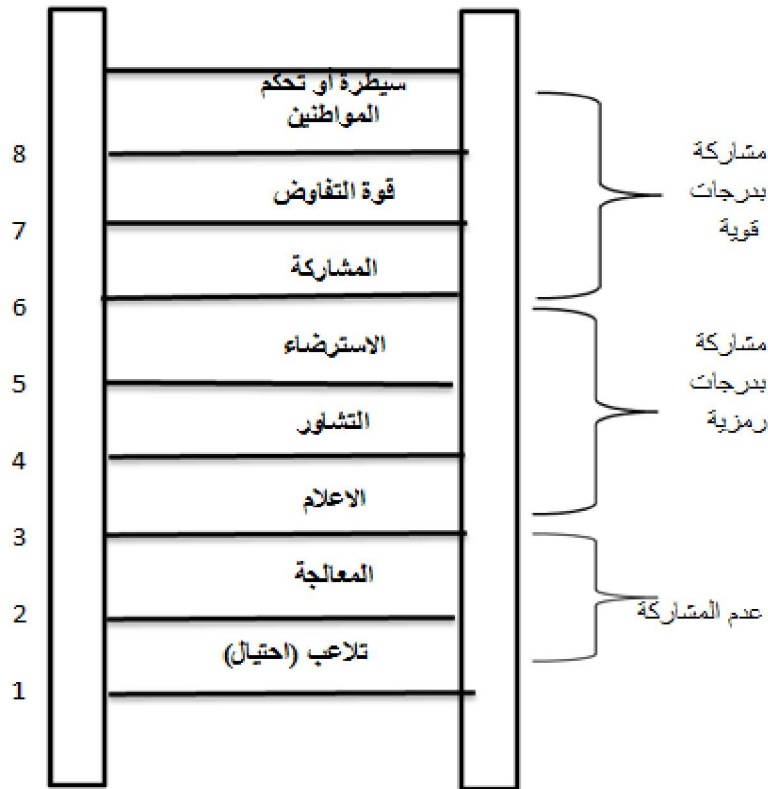 سيطرة او تحكم
المواطنين
8
قوة التفاوض
7
المشاركة
6
الاسترضاء
5
التشاور
4
الاعلام
3
المعالجة
2
تلاعب (احتيال)
1
مشاركة
بدرجات
قوية
مشاركة
بدرجات
رمزية
عدم المشاركة